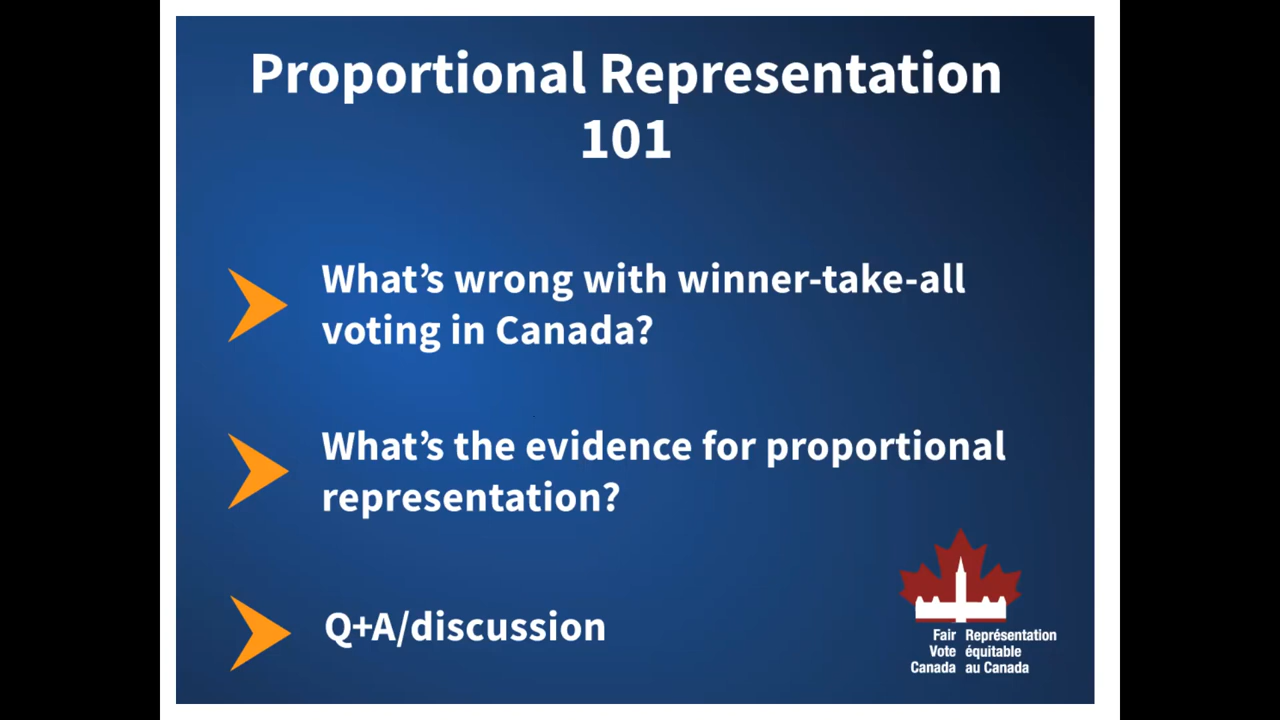 Proportional Representation
101
What's wrong with winner-take-all
voting in Canada?
What's the evidence for proportional
representation?
Q+A/discussion
Fair
Vote
Canada
Représentation
équitable
au Canada